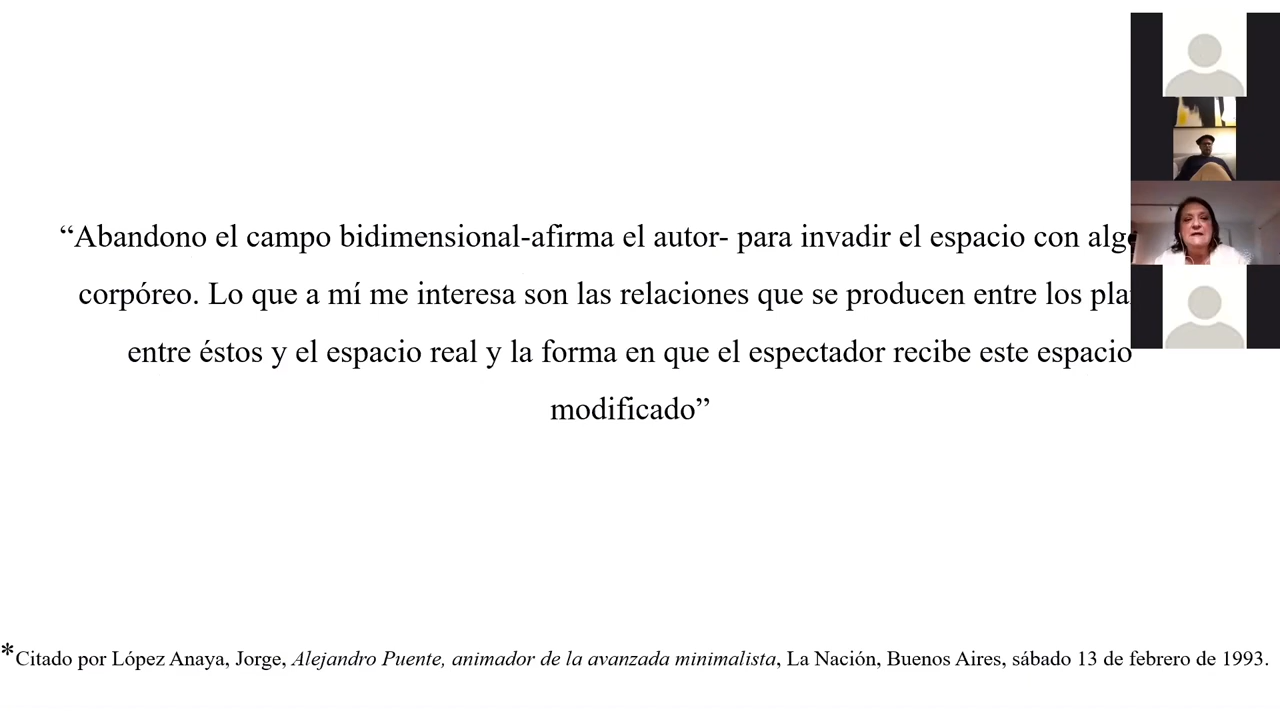 “Abandono el campo bidimensional-afirma el autor- para invadir el espacio con
corpóreo. Lo que a mí me interesa son las relaciones que se producen entre los
entre éstos y el espacio real y la forma en que el espectador recibe este espacio
modificado”
*Citado por López Anaya, Jorge, Alejandro Puente, animador de la avanzada minimalista, La Nación, Buenos Aires, sábado 13 de febrero de 1993.